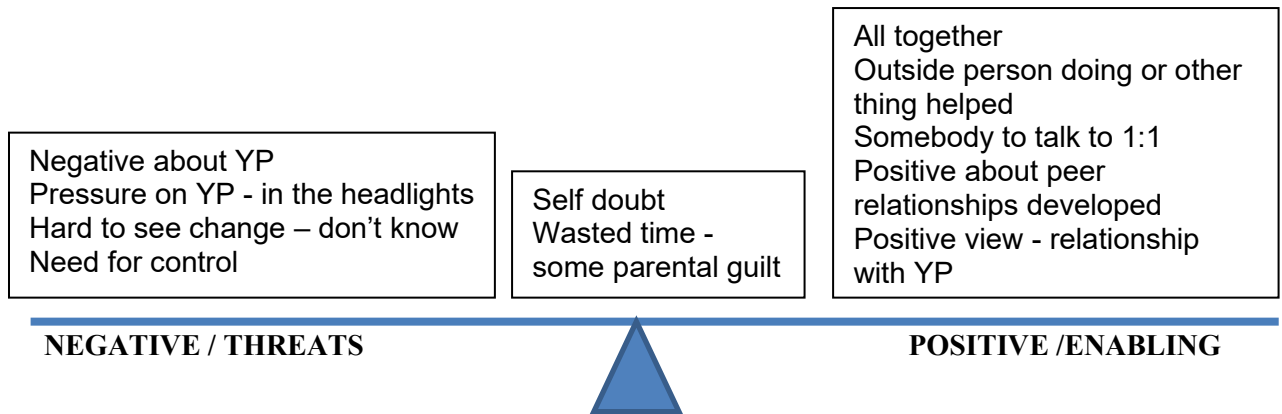 Negative about YP
Pressure on YP - in the headlights
Hard to see change – don’t know
Need for control
Self doubt
Wasted time -
some parental guilt
All together
Outside person doing or other
thing helped
Somebody to talk to 1:1
Positive about peer
relationships developed
Positive view - relationship
with YP
NEGATIVE / THREATS
POSITIVE /ENABLING